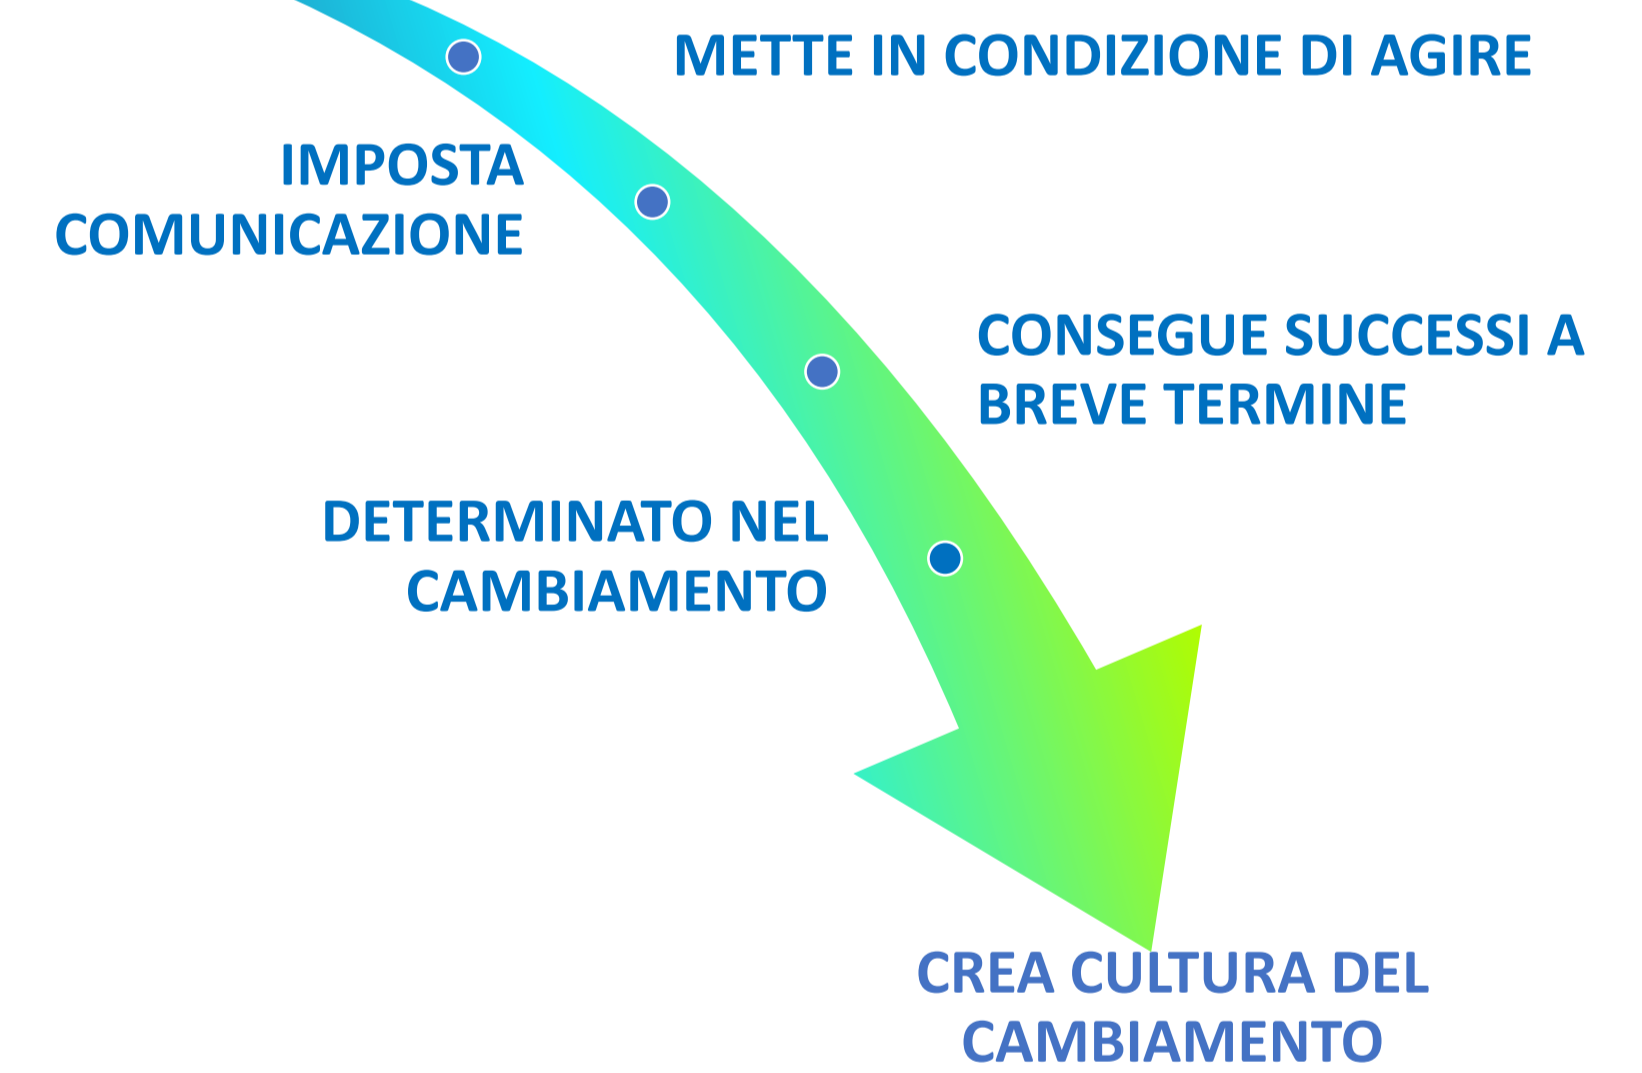 METTE IN CONDIZIONE DI AGIRE
IMPOSTA
COMUNICAZIONE
CONSEGUE SUCCESSI A
BREVE TERMINE
DETERMINATO NEL
CAMBIAMENTO
CREA CULTURA DEL
CAMBIAMENTO